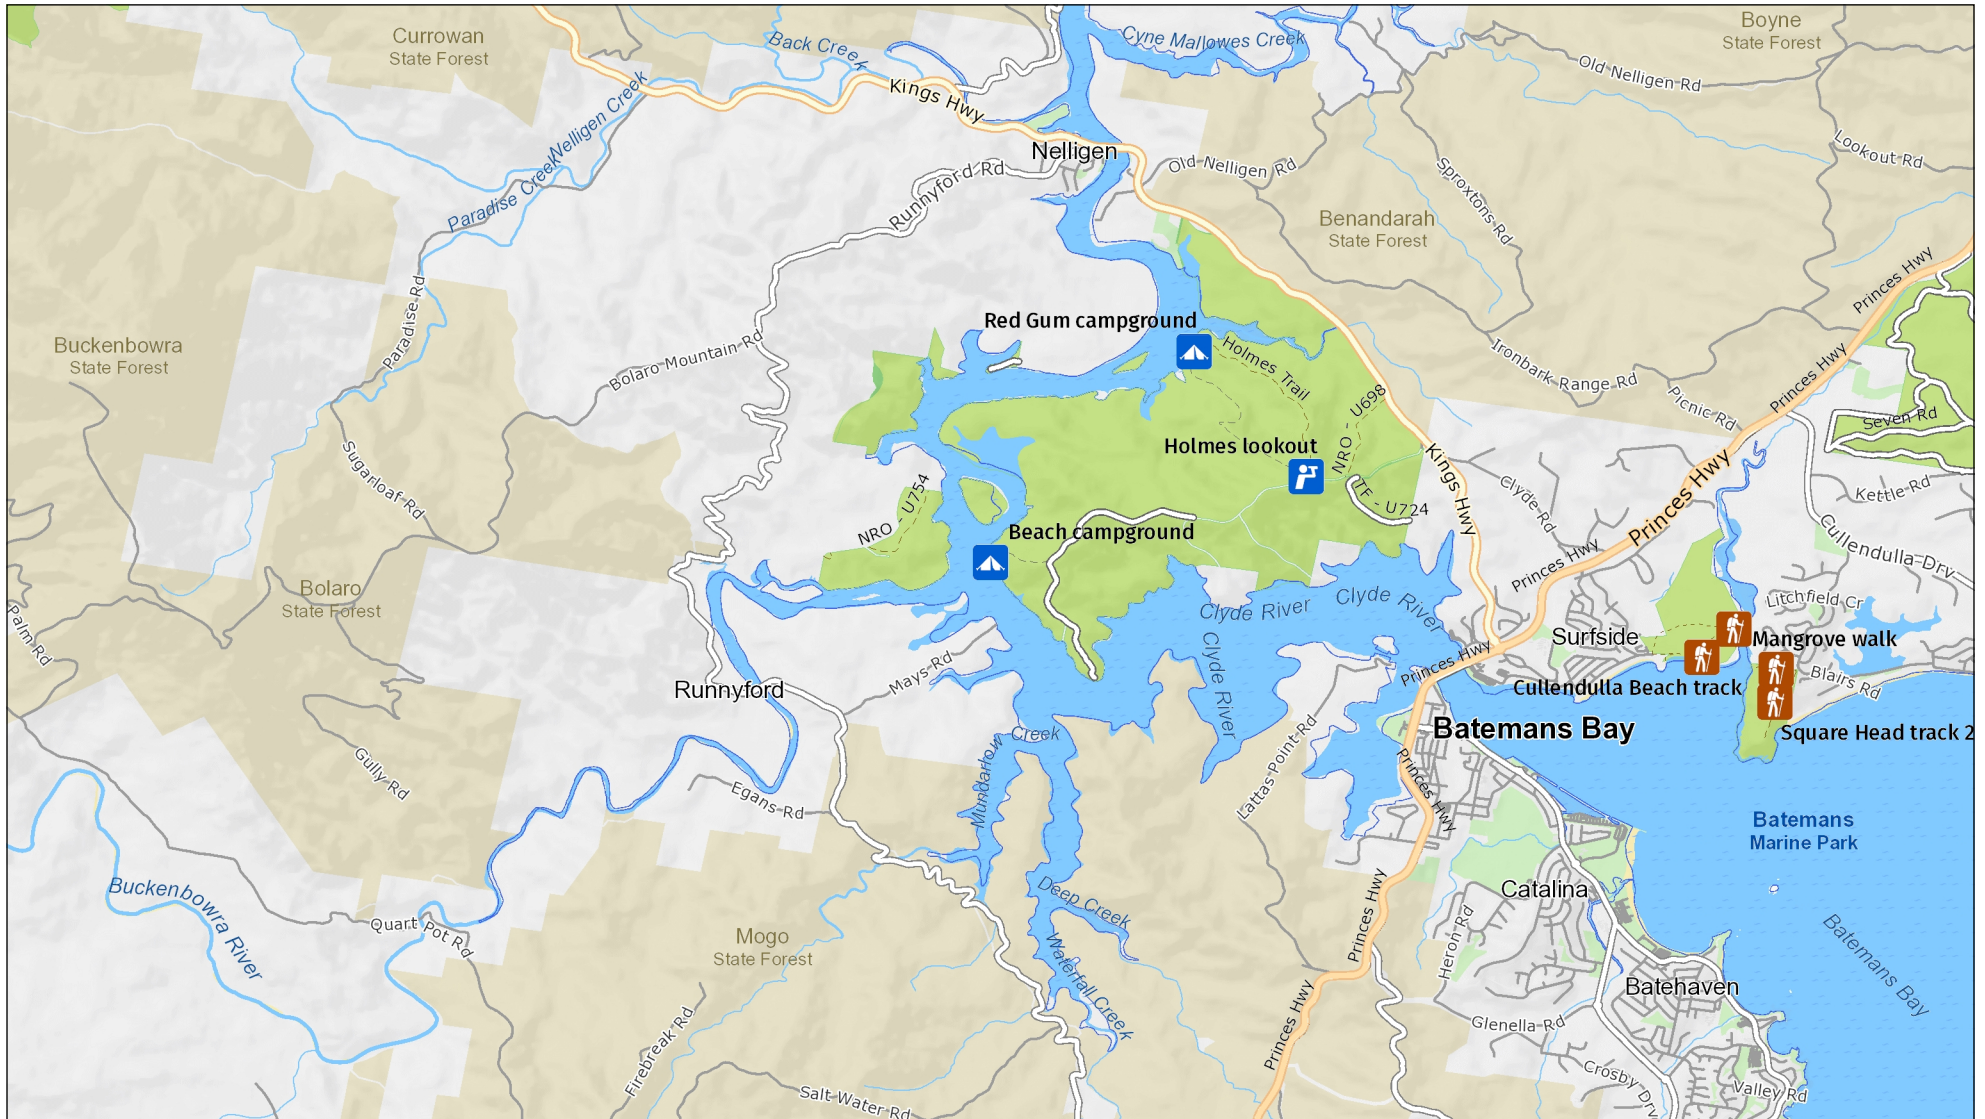 Currowan
State Forest
Back Creek
Cyne Mallowes Creek
Boyne
State Forest
Old Nelligen Rd
Kings Hwy
Nelligen Creek
Paradise Creek
Nelligen
Old Nelligen Rd
Runnyford Rd
Lookout Rd
Sproxtons Rd
Benandarah
State Forest
Princes Hwy
Paradise Rd
Buckenbowra
State Forest
Bolaro Mountain Rd
Red Gum campground
Holmes Trail
Ironbark Range Rd
Picnic Rd
Princes Hwy
NRO - U698
Seven Rd
Holmes lookout
Kings Hwy
Sugarloaf Rd
NRO - U754
TF - U724
Clyde Rd
Princes Hwy
Kettle Rd
Cullendulla Drv
Beach campground
Princes Hwy
Bolaro
State Forest
Palm Rd
Clyde River
Clyde River
Clyde River
Litchfield Cr
Surfside
Mangrove walk
Princes Hwy
Mays Rd
Runnyford
Blairs Rd
Cullendulla Beach track
Batemans Bay
Square Head track 2
Mundarlow Creek
Lattas Point Rd
Princes Hwy
Gully Rd
Egans Rd
Batemans
Marine Park
Buckenbowra River
Quart Pot Rd
Deep Creek
Catalina
Princes Hwy
Heron Rd
Mogo
State Forest
Waterfall Creek
Batemans Bay
Batehaven
Princes Hwy
Glenella Rd
Firebreak Rd
Salt Water Rd
Crosby Drv
Valley Rd